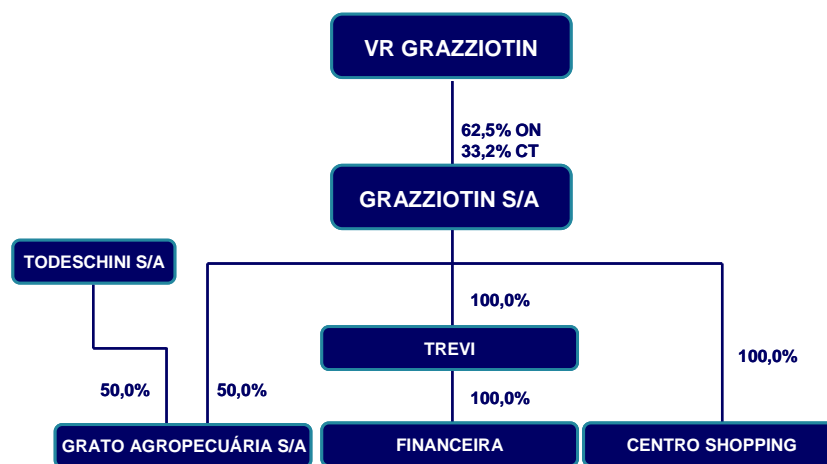 VR GRAZZIOTIN
62,5% ON
33,2% CT
GRAZZIOTIN S/A
TODESCHINI S/A
100,0%
TREVI
100,0%
50,0%
50,0%
100,0%
GRATO AGROPECUÁRIA S/A
FINANCEIRA
CENTRO SHOPPING